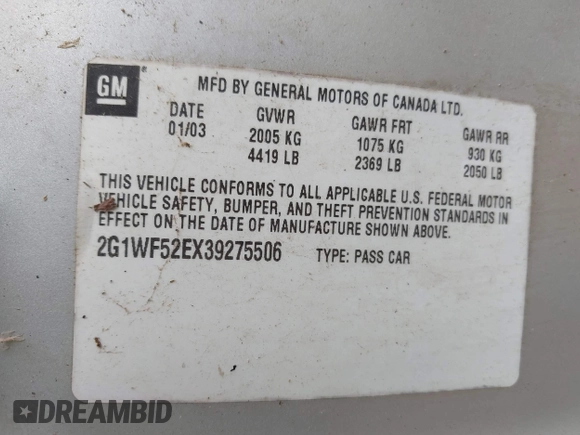 GM
MFD BY GENERAL MOTORS OF CANADA LTD.
DATE GVWR GAWR FRT GAWR RR
01/03 2005 KG 1075 KG 930 KG
4419 LB 2369 LB 2050 LB
THIS VEHICLE CONFORMS TO ALL APPLICABLE U.S. FEDERAL MOTOR
VEHICLE SAFETY, BUMPER, AND THEFT PREVENTION STANDARDS IN
EFFECT ON THE DATE OF MANUFACTURE SHOWN ABOVE.
2G1WF52EX39275506 TYPE: PASS CAR
DREAMBID